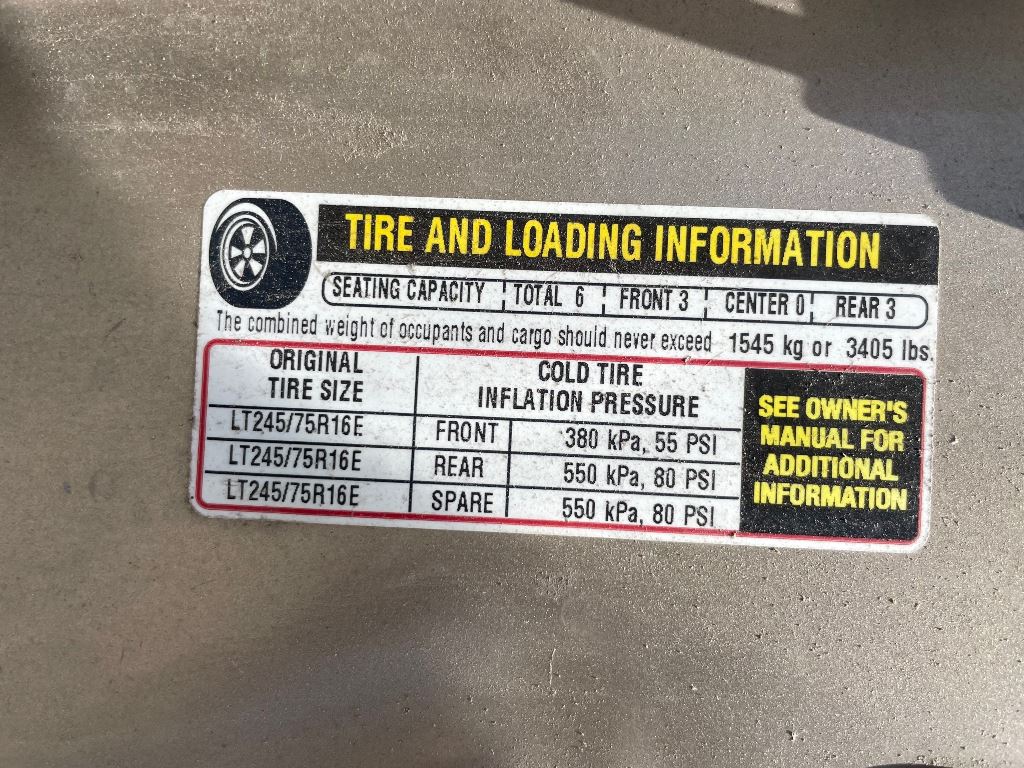 TIRE AND LOADING INFORMATION
SEATING CAPACITY TOTAL 6 FRONT 3 CENTER 0 REAR 3
The combined weight of occupants and cargo should never exceed 1545 kg or 3405 lbs.
ORIGINAL
TIRE SIZE
COLD TIRE
INFLATION PRESSURE
LT245/75R16E FRONT 380 kPa, 55 PSI
LT245/75R16E REAR 550 kPa, 80 PSI
LT245/75R16E SPARE 550 kPa, 80 PSI
SEE OWNER'S
MANUAL FOR
ADDITIONAL
INFORMATION